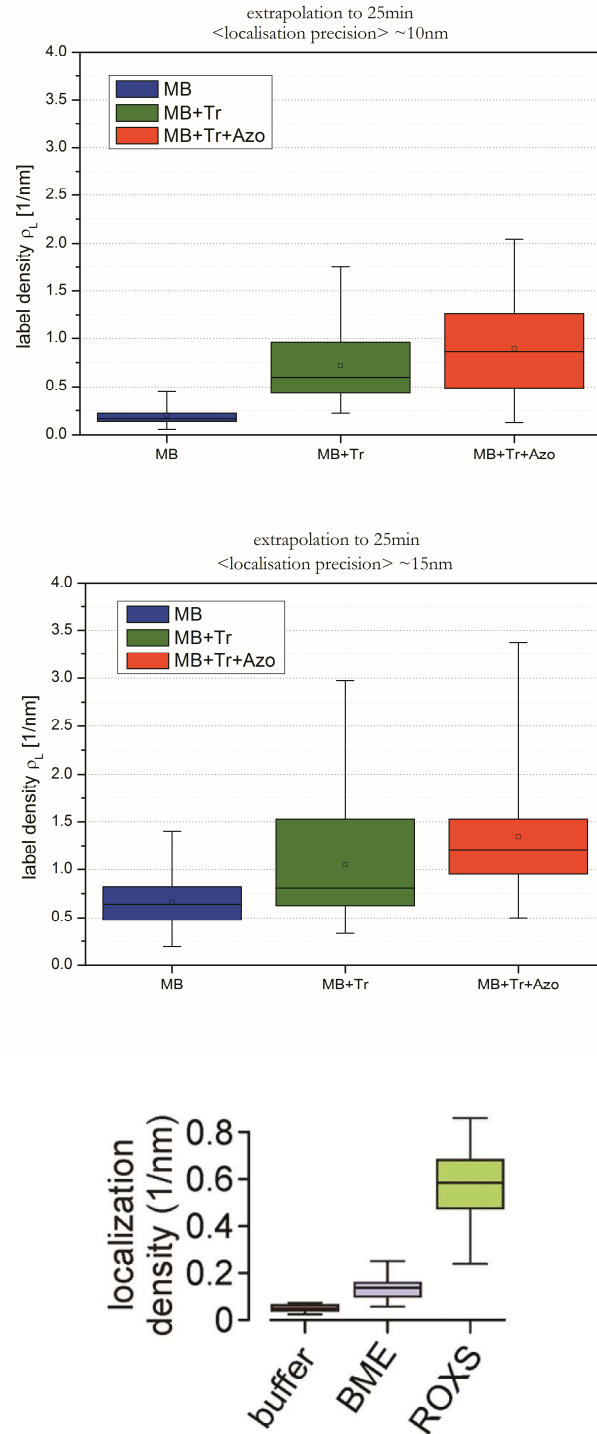 extrapolation to 25min
<localisation precision> ~10nm
4.0
3.5
3.0
2.5
2.0
1.5
1.0
0.5
0.0
label density ρL [1/nm]
MB
MB+Tr
MB+Tr+Azo
MB
MB+Tr
MB+Tr+Azo
extrapolation to 25min
<localisation precision> ~15nm
4.0
3.5
3.0
2.5
2.0
1.5
1.0
0.5
0.0
label density ρL [1/nm]
MB
MB+Tr
MB+Tr+Azo
MB
MB+Tr
MB+Tr+Azo
localization
density (1/nm)
0.8
0.6
0.4
0.2
0
buffer
BME
ROXS